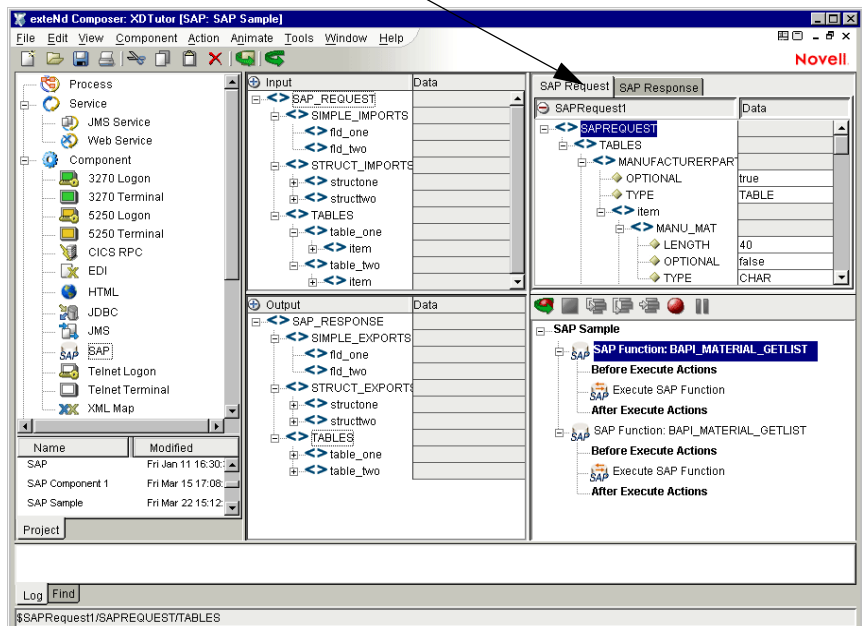 exteNd Composer: XDTutor [SAP: SAP Sample]
File Edit View Component Action Animate Tools Window Help
Novell
Process
Service
JMS Service
Web Service
Component
3270 Logon
3270 Terminal
5250 Logon
5250 Terminal
CICS RPC
EDI
HTML
JDBC
JMS
SAP
Telnet Logon
Telnet Terminal
XML Map
Name Modified
SAP Fri Jan 11 16:30:
SAP Component 1 Fri Mar 15 17:08:
SAP Sample Fri Mar 22 15:12:
Project
Input Data
SAP_REQUEST
SIMPLE_IMPORTS
fld_one
fld_two
STRUCT_IMPORTS
structone
structtwo
TABLES
table_one
item
table_two
item
Output Data
SAP_RESPONSE
SIMPLE_EXPORTS
fld_one
fld_two
STRUCT_EXPORTS
structone
structtwo
TABLES
table_one
table_two
SAP Request SAP Response
SAPRequest1 Data
SAPREQUEST
TABLES
MANUFACTURERPAR
OPTIONAL true
TYPE TABLE
item
MANU_MAT
LENGTH 40
OPTIONAL false
TYPE CHAR
SAP Sample
SAP Function: BAPI_MATERIAL_GETLIST
Before Execute Actions
Execute SAP Function
After Execute Actions
SAP Function: BAPI_MATERIAL_GETLIST
Before Execute Actions
Execute SAP Function
After Execute Actions
Log Find
$SAPRequest1/SAPREQUEST/TABLES